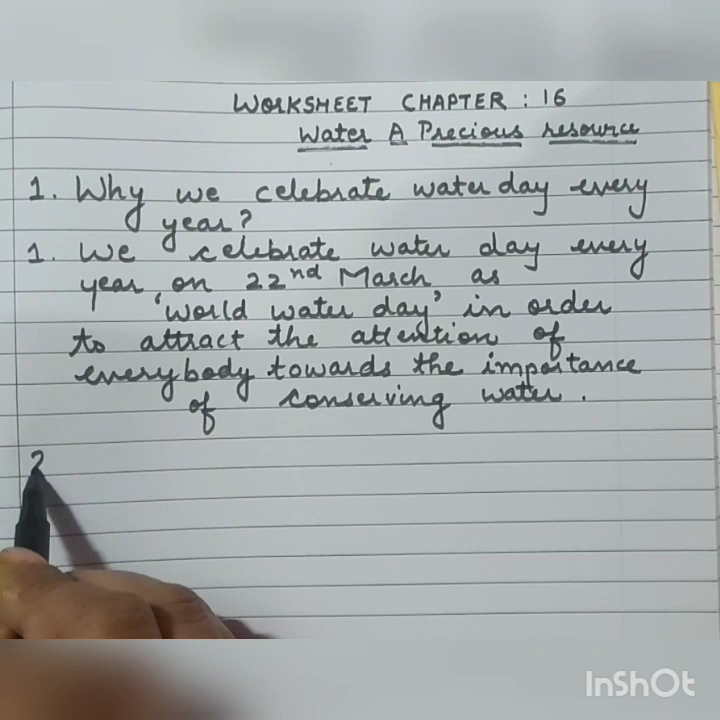 WORKSHEET CHAPTER : 16
Water A Precious resource
1. Why we celebrate water day every
year?
1. We celebrate water day every
year on 22nd March as
'World water day' in order
to attract the attention of
everybody towards the importance
of conserving water.
2
InShOt